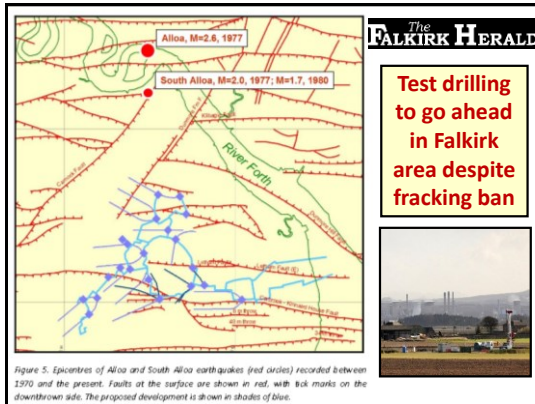 Alloa, M=2.6, 1977
South Alloa, M=2.0, 1977; M=1.7, 1980
River Forth
The
FALKIRK HERALD
Test drilling
to go ahead
in Falkirk
area despite
fracking ban
Figure 5. Epicentres of Alloa and South Alloa earthquakes (red circles) recorded between
1970 and the present. Faults at the surface are shown in red, with tick marks on the
downthrown side. The proposed development is shown in shades of blue.